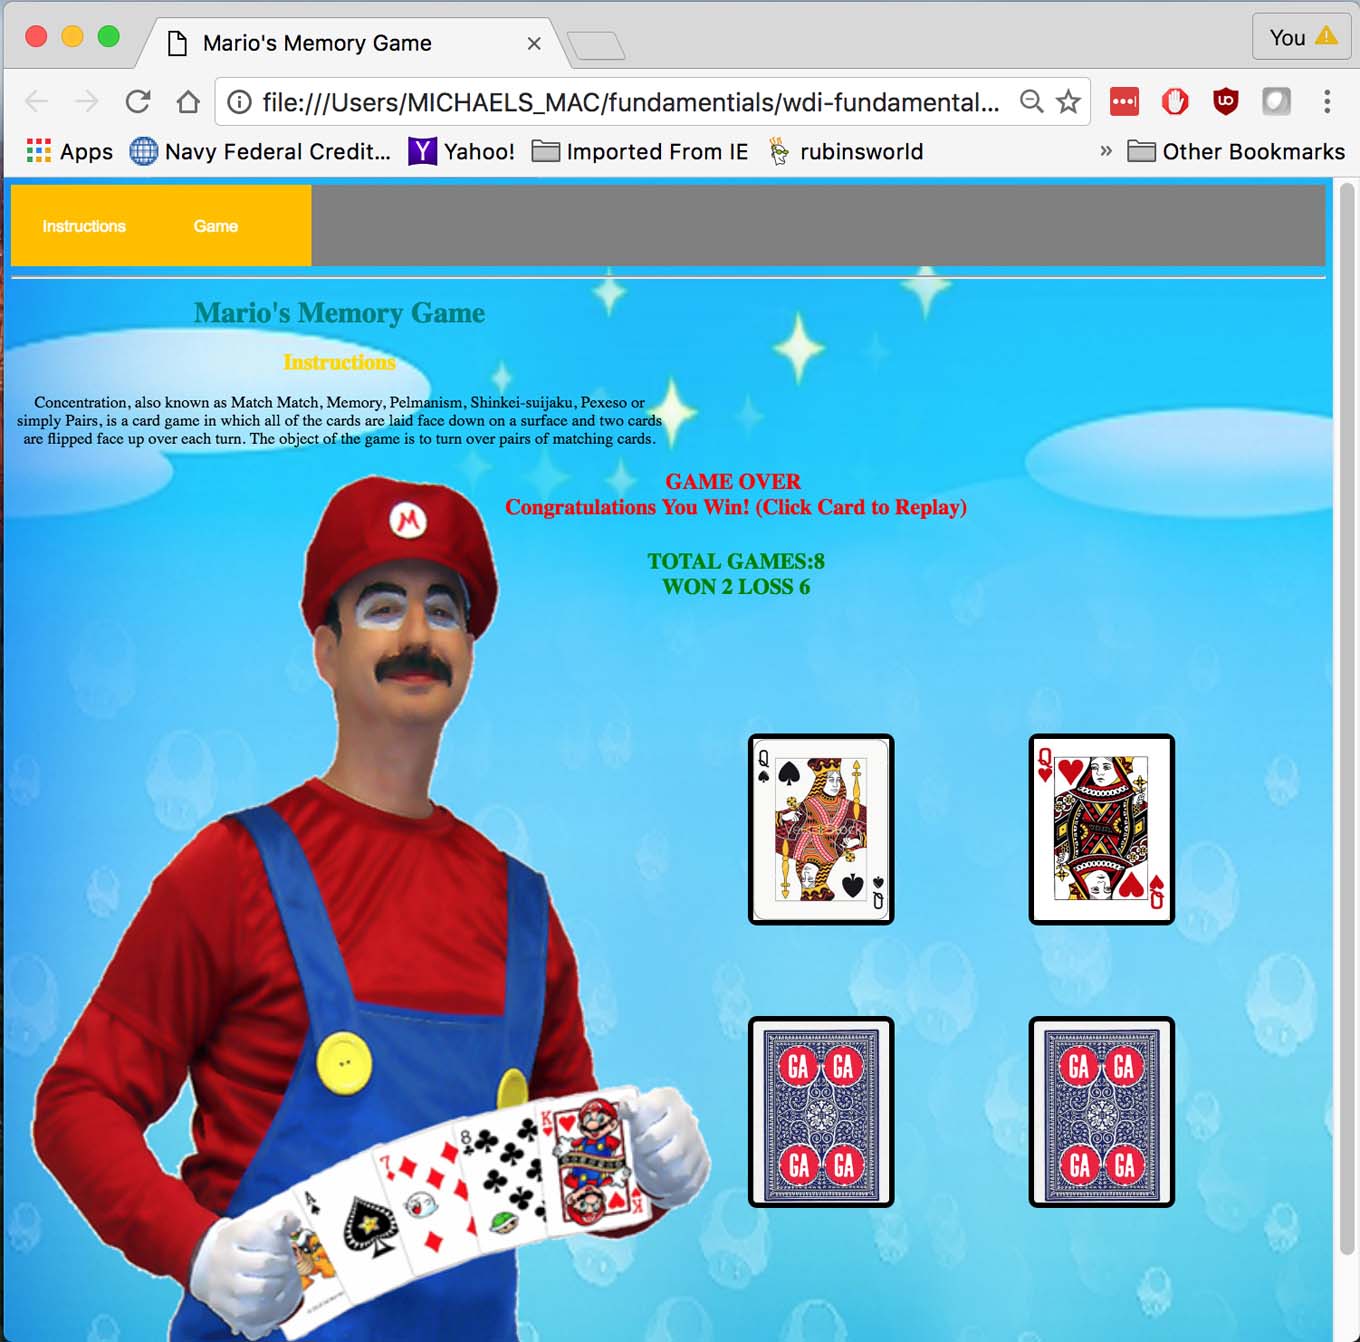 Mario's Memory Game
You
file:///Users/MICHAELS_MAC/fundamentials/wdi-fundamental...
Apps Navy Federal Credit... Yahoo! Imported From IE rubinsworld » Other Bookmarks
Instructions Game
Mario's Memory Game
Instructions
Concentration, also known as Match Match, Memory, Pelmanism, Shinkei-suijaku, Pexeso or
simply Pairs, is a card game in which all of the cards are laid face down on a surface and two cards
are flipped face up over each turn. The object of the game is to turn over pairs of matching cards.
GAME OVER
Congratulations You Win! (Click Card to Replay)
TOTAL GAMES:8
WON 2 LOSS 6
M
Q
Q
VectorStock
Q
Q
GA GA
GA GA
GA GA
GA GA
A
7
8
K
K